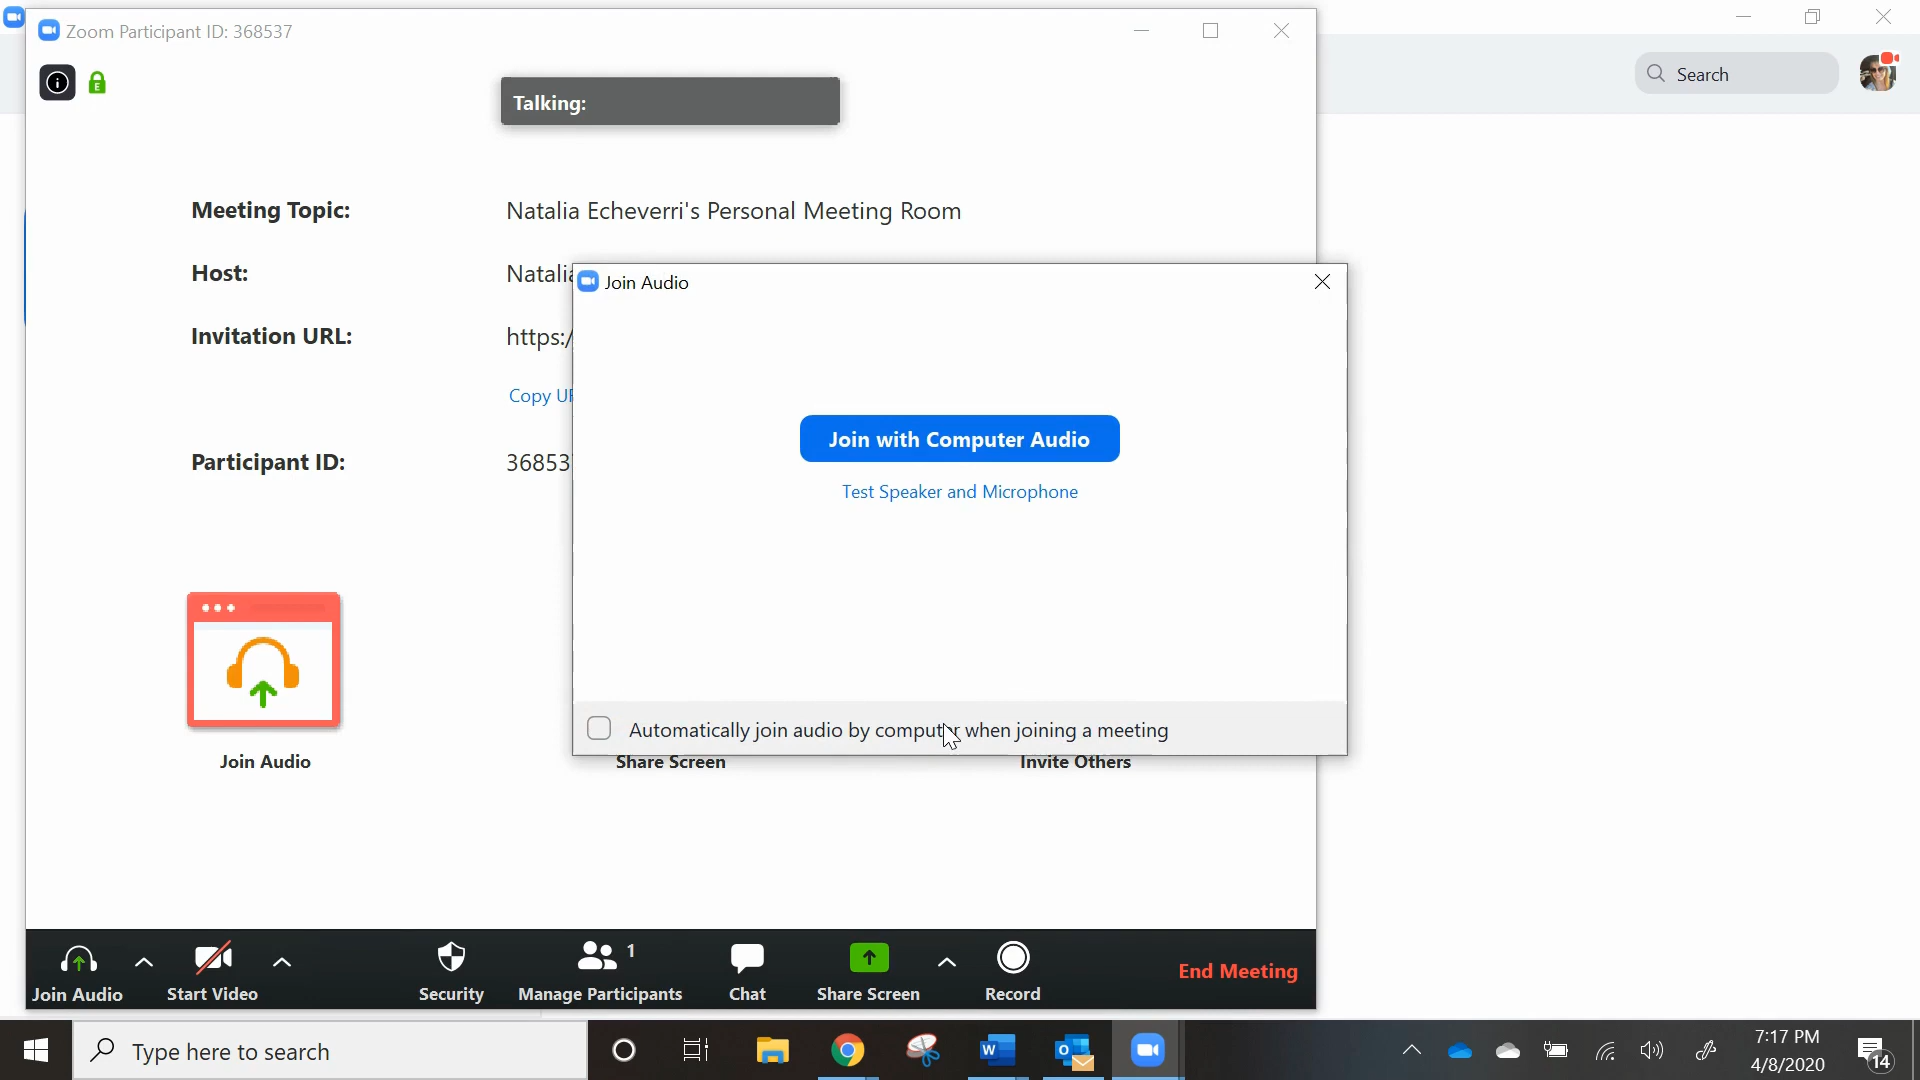 Zoom Participant ID: 368537
Search
Talking:
Meeting Topic: Natalia Echeverri's Personal Meeting Room
Host: Natalia
Invitation URL: https:/
Copy UR
Participant ID: 368537
Join Audio
Join with Computer Audio
Test Speaker and Microphone
Automatically join audio by computer when joining a meeting
Join Audio
Share Screen
Invite Others
1
Join Audio
Start Video
Security
Manage Participants
Chat
Share Screen
Record
End Meeting
Type here to search
7:17 PM
4/8/2020
14